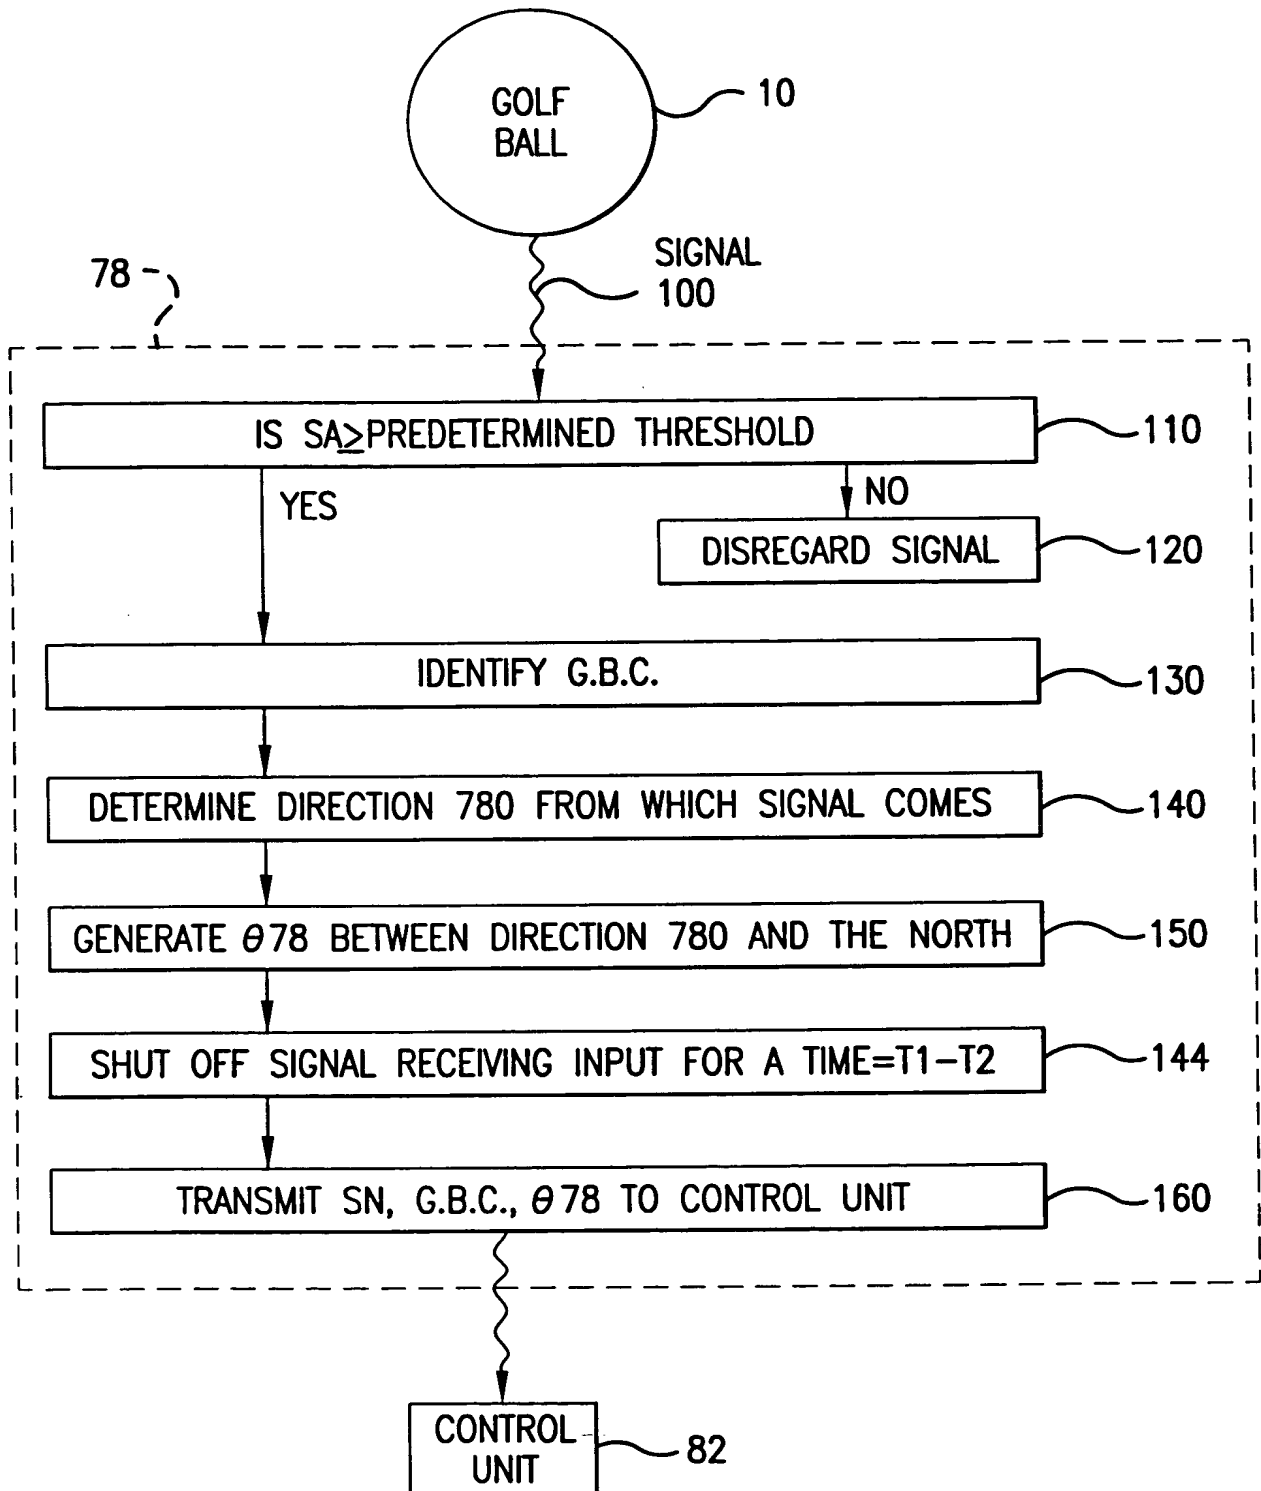 GOLF
BALL
10
SIGNAL
100
78
IS SA≥PREDETERMINED THRESHOLD
110
YES
NO
DISREGARD SIGNAL
120
IDENTIFY G.B.C.
130
DETERMINE DIRECTION 780 FROM WHICH SIGNAL COMES
140
GENERATE θ78 BETWEEN DIRECTION 780 AND THE NORTH
150
SHUT OFF SIGNAL RECEIVING INPUT FOR A TIME=T1-T2
144
TRANSMIT SN, G.B.C., θ78 TO CONTROL UNIT
160
CONTROL
UNIT
82